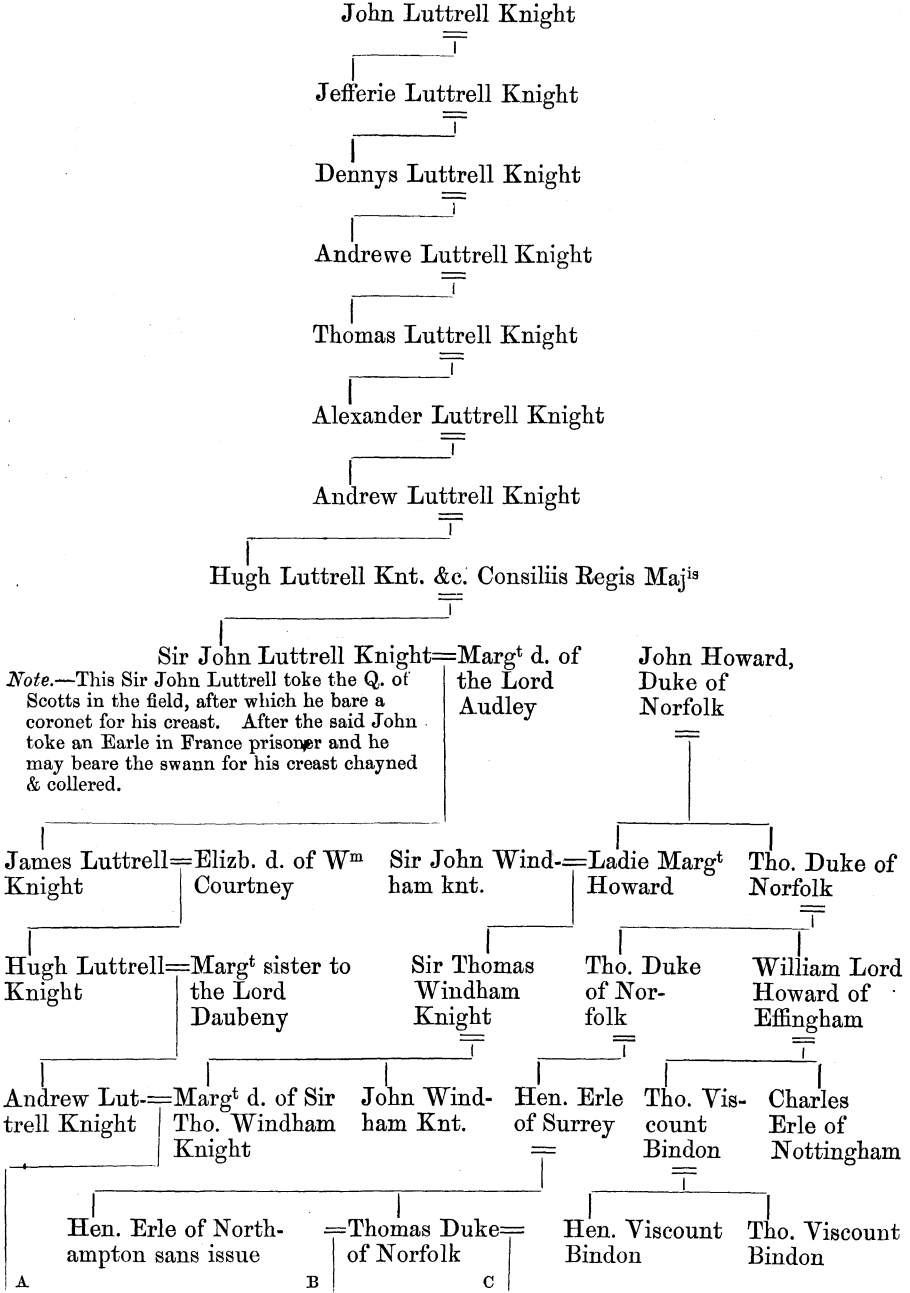 John Luttrell Knight
=
Jefferie Luttrell Knight
=
Dennys Luttrell Knight
=
Andrewe Luttrell Knight
=
Thomas Luttrell Knight
=
Alexander Luttrell Knight
=
Andrew Luttrell Knight
=
Hugh Luttrell Knt. &c. Consiliis Regis Majis
=
Sir John Luttrell Knight=Margt d. of
the Lord
Audley
Note.—This Sir John Luttrell toke the Q. of
Scotts in the field, after which he bare a
coronet for his creast. After the said John
toke an Earle in France prisoner and he
may beare the swann for his creast chayned
& collered.
John Howard,
Duke of
Norfolk
=
James Luttrell=Elizb. d. of Wm
Knight
Courtney
Sir John Wind-=Ladie Margt
ham knt.
Howard
Tho. Duke of
Norfolk
=
Hugh Luttrell=Margt sister to
Knight
the Lord
Daubeny
Sir Thomas
Windham
Knight
=
Tho. Duke
of Nor-
folk
=
William Lord
Howard of
Effingham
=
Andrew Lut-=Margt d. of Sir
trell Knight
Tho. Windham
Knight
John Wind-
ham Knt.
Hen. Erle
of Surrey
=
Tho. Vis-
count
Bindon
=
Charles
Erle of
Nottingham
Hen. Erle of North-
ampton sans issue
=Thomas Duke=
of Norfolk
Hen. Viscount
Bindon
Tho. Viscount
Bindon
A
B
C